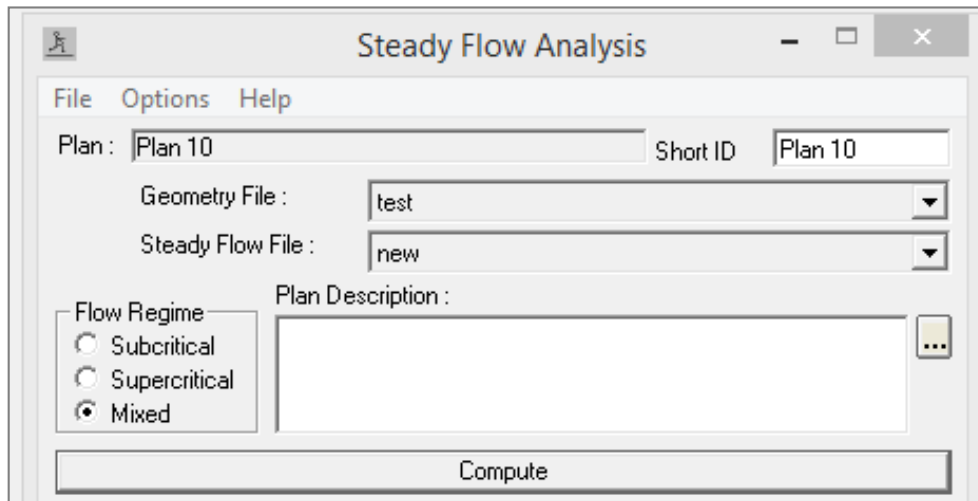 Steady Flow Analysis
File Options Help
Plan : Plan 10 Short ID Plan 10
Geometry File : test
Steady Flow File : new
Plan Description :
Flow Regime
Subcritical
Supercritical
Mixed
...
Compute